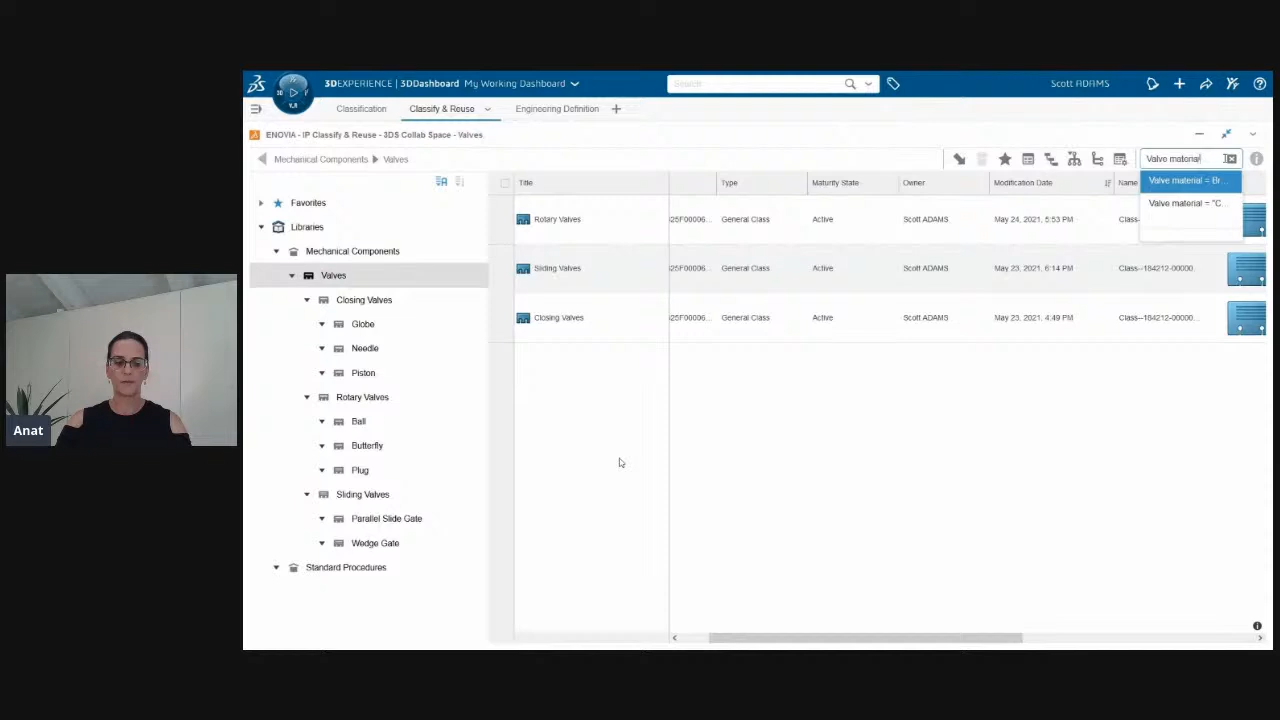 3DEXPERIENCE | 3DDashboard My Working Dashboard
Search
Scott ADAMS
Classification
Classify & Reuse
Engineering Definition
ENOVIA - IP Classify & Reuse - 3DS Collab Space - Valves
Mechanical Components
Valves
Valve material
Valve material = Br...
Valve material = "C...
Title
Type
Maturity State
Owner
Modification Date
Name
Favorites
Libraries
Mechanical Components
Valves
Closing Valves
Globe
Needle
Piston
Rotary Valves
Ball
Butterfly
Plug
Sliding Valves
Parallel Slide Gate
Wedge Gate
Standard Procedures
Rotary Valves
General Class
Active
Scott ADAMS
May 24, 2021, 5:53 PM
Sliding Valves
General Class
Active
Scott ADAMS
May 23, 2021, 6:14 PM
Class--184212-00000...
Closing Valves
General Class
Active
Scott ADAMS
May 23, 2021, 4:49 PM
Class--184212-00000...
Anat